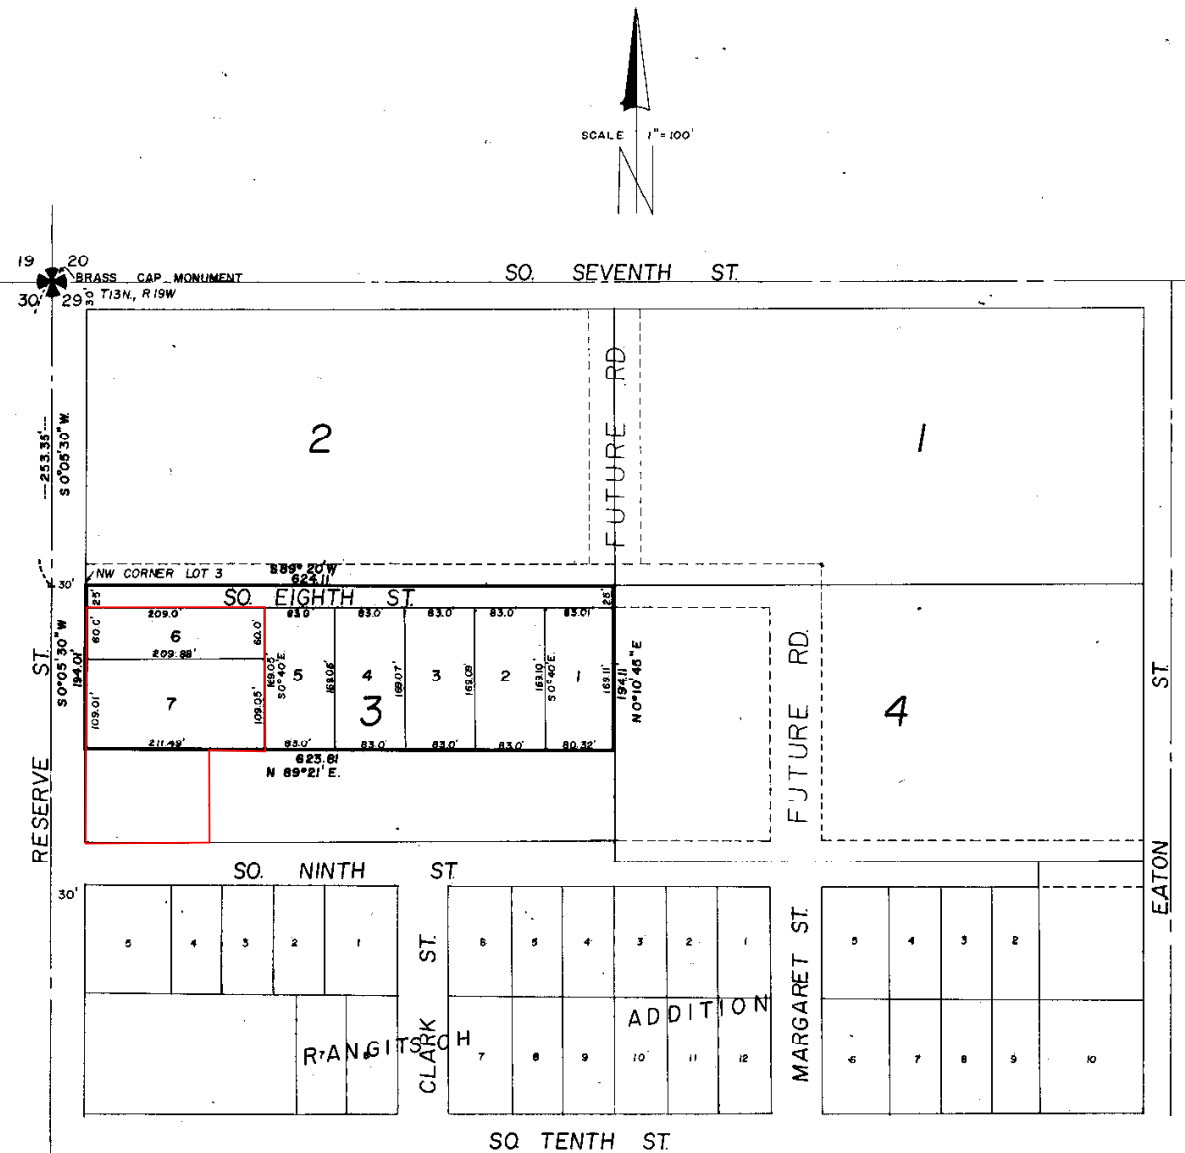 SCALE 1"=100'
N
19 20
BRASS CAP MONUMENT
30 29
T13N., R19W
30'
SO. SEVENTH ST.
2
1
FUTURE RD.
---253.35'---
S 0°05'30" W.
S 89° 20' W
624.11'
NW CORNER LOT 3
30'
25'
SO. EIGHTH ST.
25'
209.0'
83.0'
83.0'
83.0'
83.0'
83.01'
60.0'
6
60.0'
209.88'
S 0°05'30" W
194.01'
169.05'
S 0°40' E.
5
169.06'
4
169.07'
3
169.09'
2
169.10'
S 0°40' E.
1
169.11'
194.11'
N 0°10'45" E
109.01'
7
109.05'
3
4
211.49'
83.0'
83.0'
83.0'
83.0'
80.32'
623.81
N 89°21' E.
FUTURE RD.
RESERVE ST.
EATON ST.
SO. NINTH ST.
30'
5 4 3 2 1
6 5 4 3 2 1
5 4 3 2
CLARK ST.
MARGARET ST.
RANGITSCH ADDITION
7
7 8 9 10 11 12
6 7 8 9 10
SO. TENTH ST.